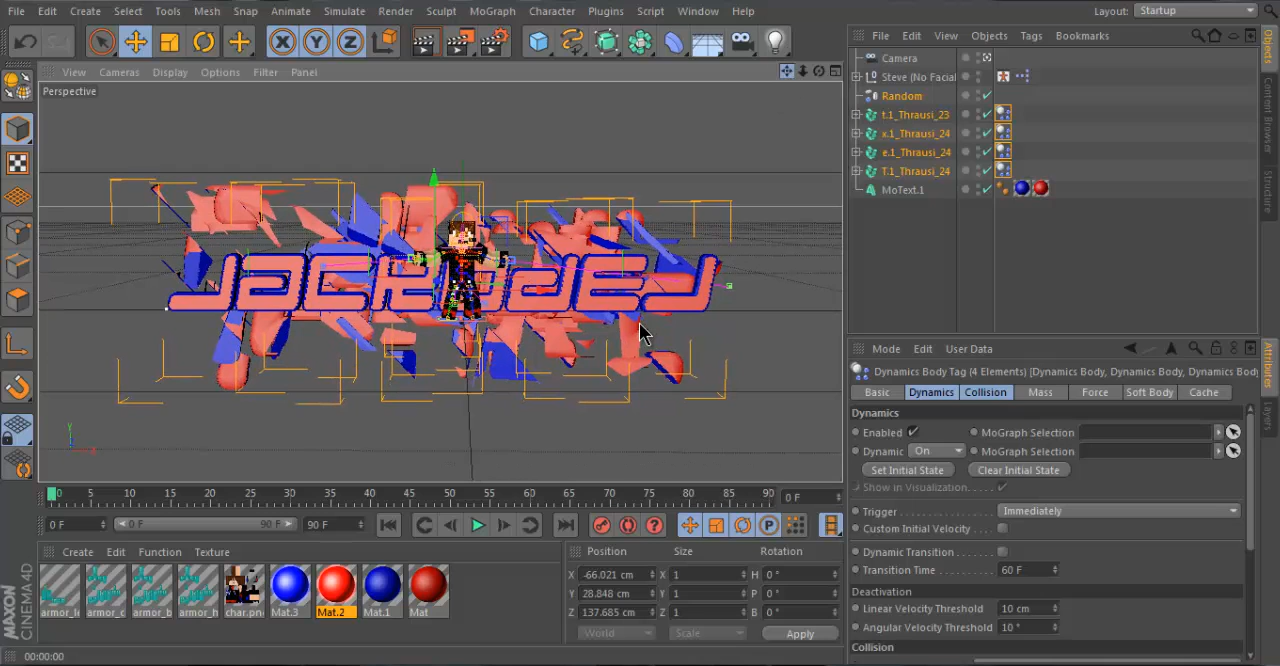 File Edit Create Select Tools Mesh Snap Animate Simulate Render Sculpt MoGraph Character Plugins Script Window Help Layout: Startup
X Y Z
File Edit View Objects Tags Bookmarks
View Cameras Display Options Filter Panel
Perspective
Camera
Steve (No Facial
Random
t.1_Thrausi_23
x.1_Thrausi_24
e.1_Thrausi_24
T.1_Thrausi_24
MoText.1
Objects
Content Browser
Structure
Mode Edit User Data
Dynamics Body Tag (4 Elements) [Dynamics Body, Dynamics Body, Dynamics Body
Basic Dynamics Collision Mass Force Soft Body Cache
Dynamics
Enabled MoGraph Selection
Dynamic On MoGraph Selection
Set Initial State Clear Initial State
Show in Visualization
Trigger Immediately
Custom Initial Velocity
Dynamic Transition
Transition Time 60 F
Deactivation
Linear Velocity Threshold 10 cm
Angular Velocity Threshold 10 °
Collision
Attributes
Layers
0 5 10 15 20 25 30 35 40 45 50 55 60 65 70 75 80 85 90 0 F
0 F 0 F 90 F 90 F
P
Create Edit Function Texture
armor_le armor_c armor_b armor_h char.pn Mat.3 Mat.2 Mat.1 Mat
Position Size Rotation
X -66.021 cm X 1 H 0 °
Y 28.848 cm Y 1 P 0 °
Z 137.685 cm Z 1 B 0 °
World Scale Apply
MAXON
CINEMA4D
00:00:00